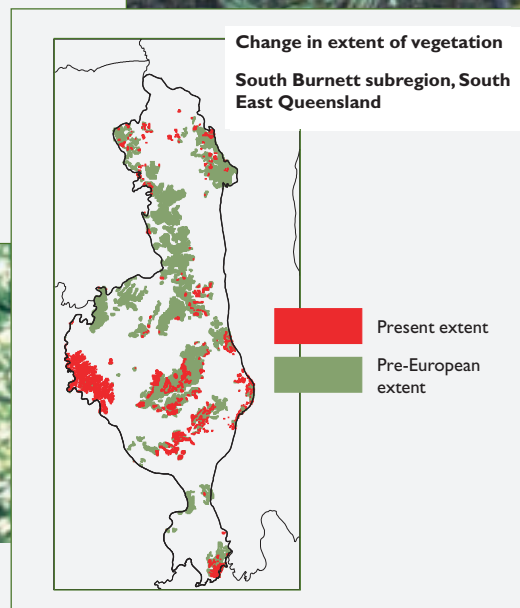 Change in extent of vegetation
South Burnett subregion, South
East Queensland
Present extent
Pre-European
extent